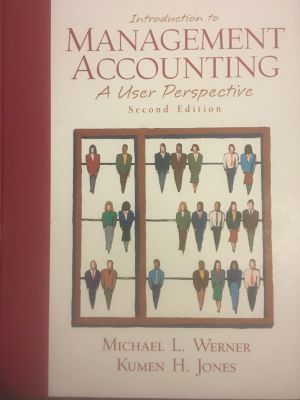 Introduction to
MANAGEMENT
ACCOUNTING
A User Perspective
Second Edition
MICHAEL L. WERNER
KUMEN H. JONES